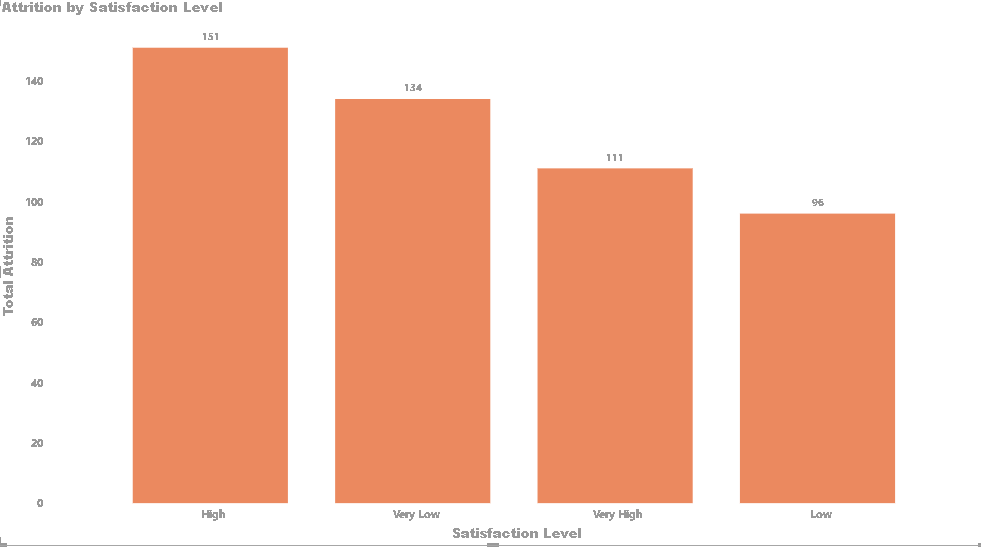 Attrition by Satisfaction Level
151
134
111
96
140
120
100
80
60
40
20
0
Total Attrition
High
Very Low
Very High
Low
Satisfaction Level